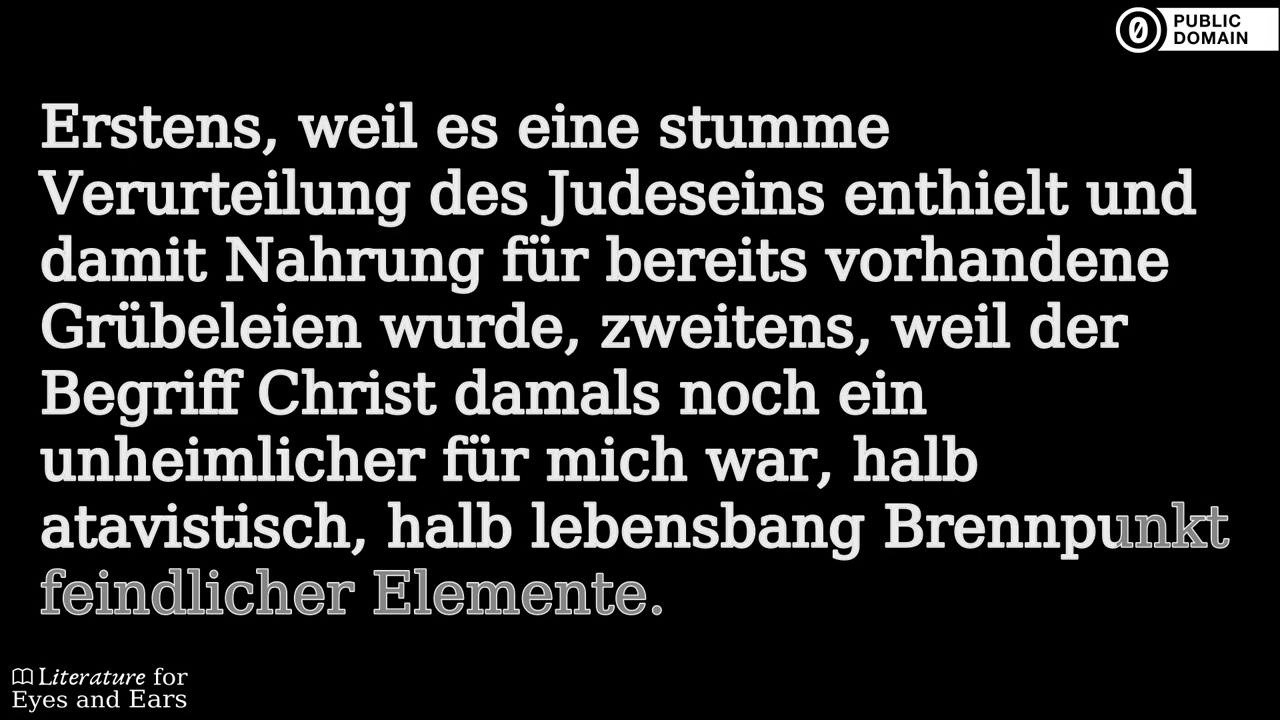 PUBLIC
DOMAIN
Erstens, weil es eine stumme
Verurteilung des Judeseins enthielt und
damit Nahrung für bereits vorhandene
Grübeleien wurde, zweitens, weil der
Begriff Christ damals noch ein
unheimlicher für mich war, halb
atavistisch, halb lebensbang Brennpunkt
feindlicher Elemente.
Literature for
Eyes and Ears